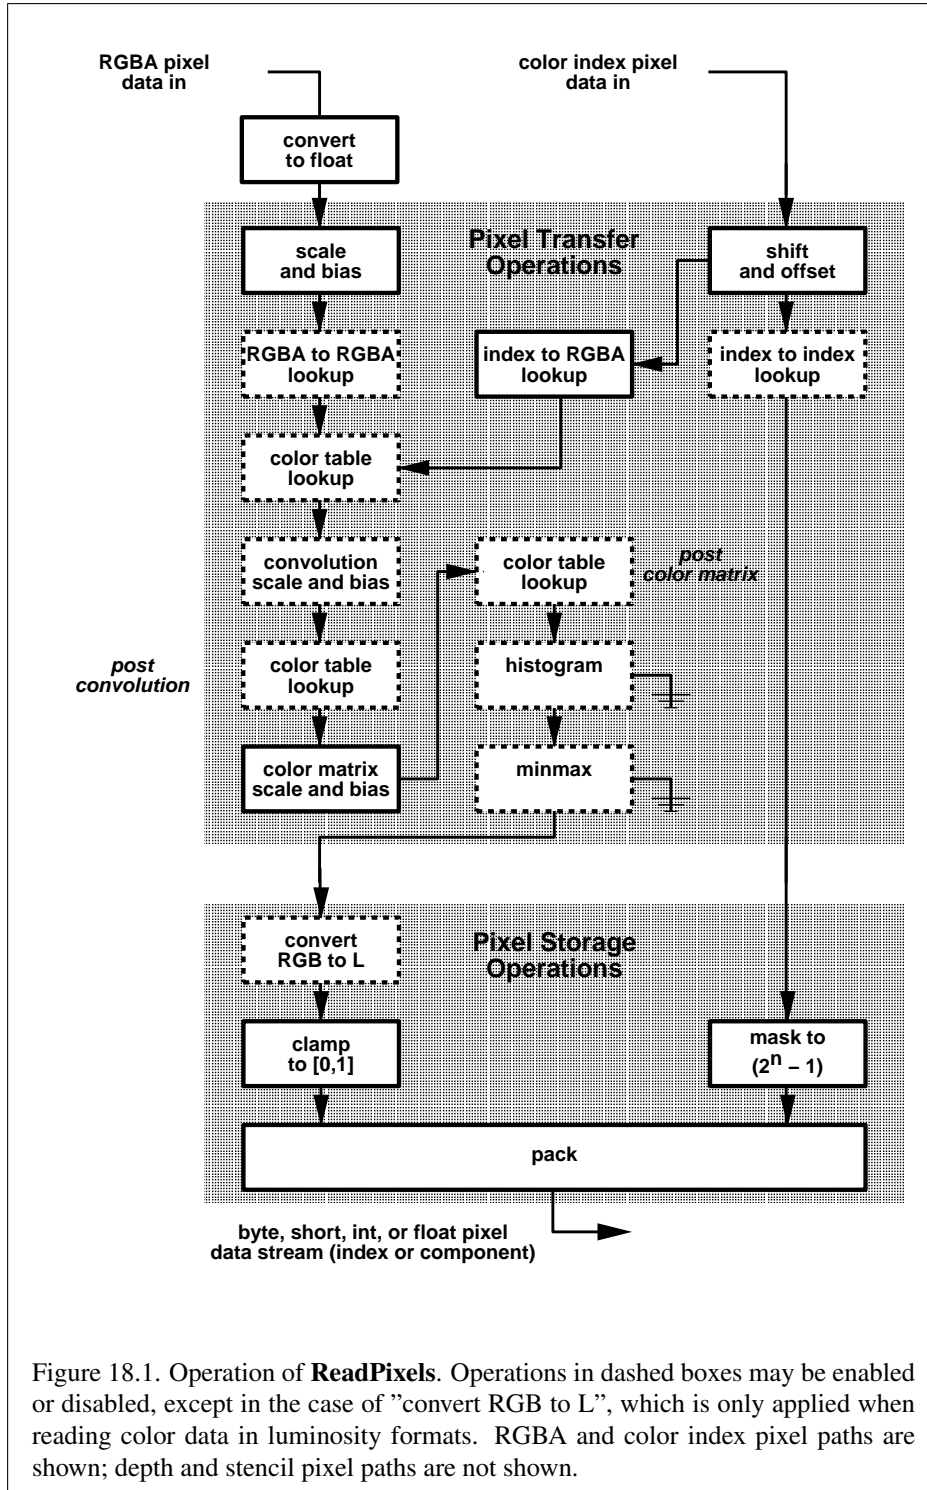 RGBA pixel
data in
color index pixel
data in
convert
to float
Pixel Transfer
Operations
scale
and bias
shift
and offset
RGBA to RGBA
lookup
index to RGBA
lookup
index to index
lookup
color table
lookup
convolution
scale and bias
color table
lookup
post
color matrix
post
convolution
color table
lookup
histogram
color matrix
scale and bias
minmax
Pixel Storage
Operations
convert
RGB to L
clamp
to [0,1]
mask to
(2^n – 1)
pack
byte, short, int, or float pixel
data stream (index or component)
Figure 18.1. Operation of ReadPixels. Operations in dashed boxes may be enabled
or disabled, except in the case of ”convert RGB to L”, which is only applied when
reading color data in luminosity formats. RGBA and color index pixel paths are
shown; depth and stencil pixel paths are not shown.